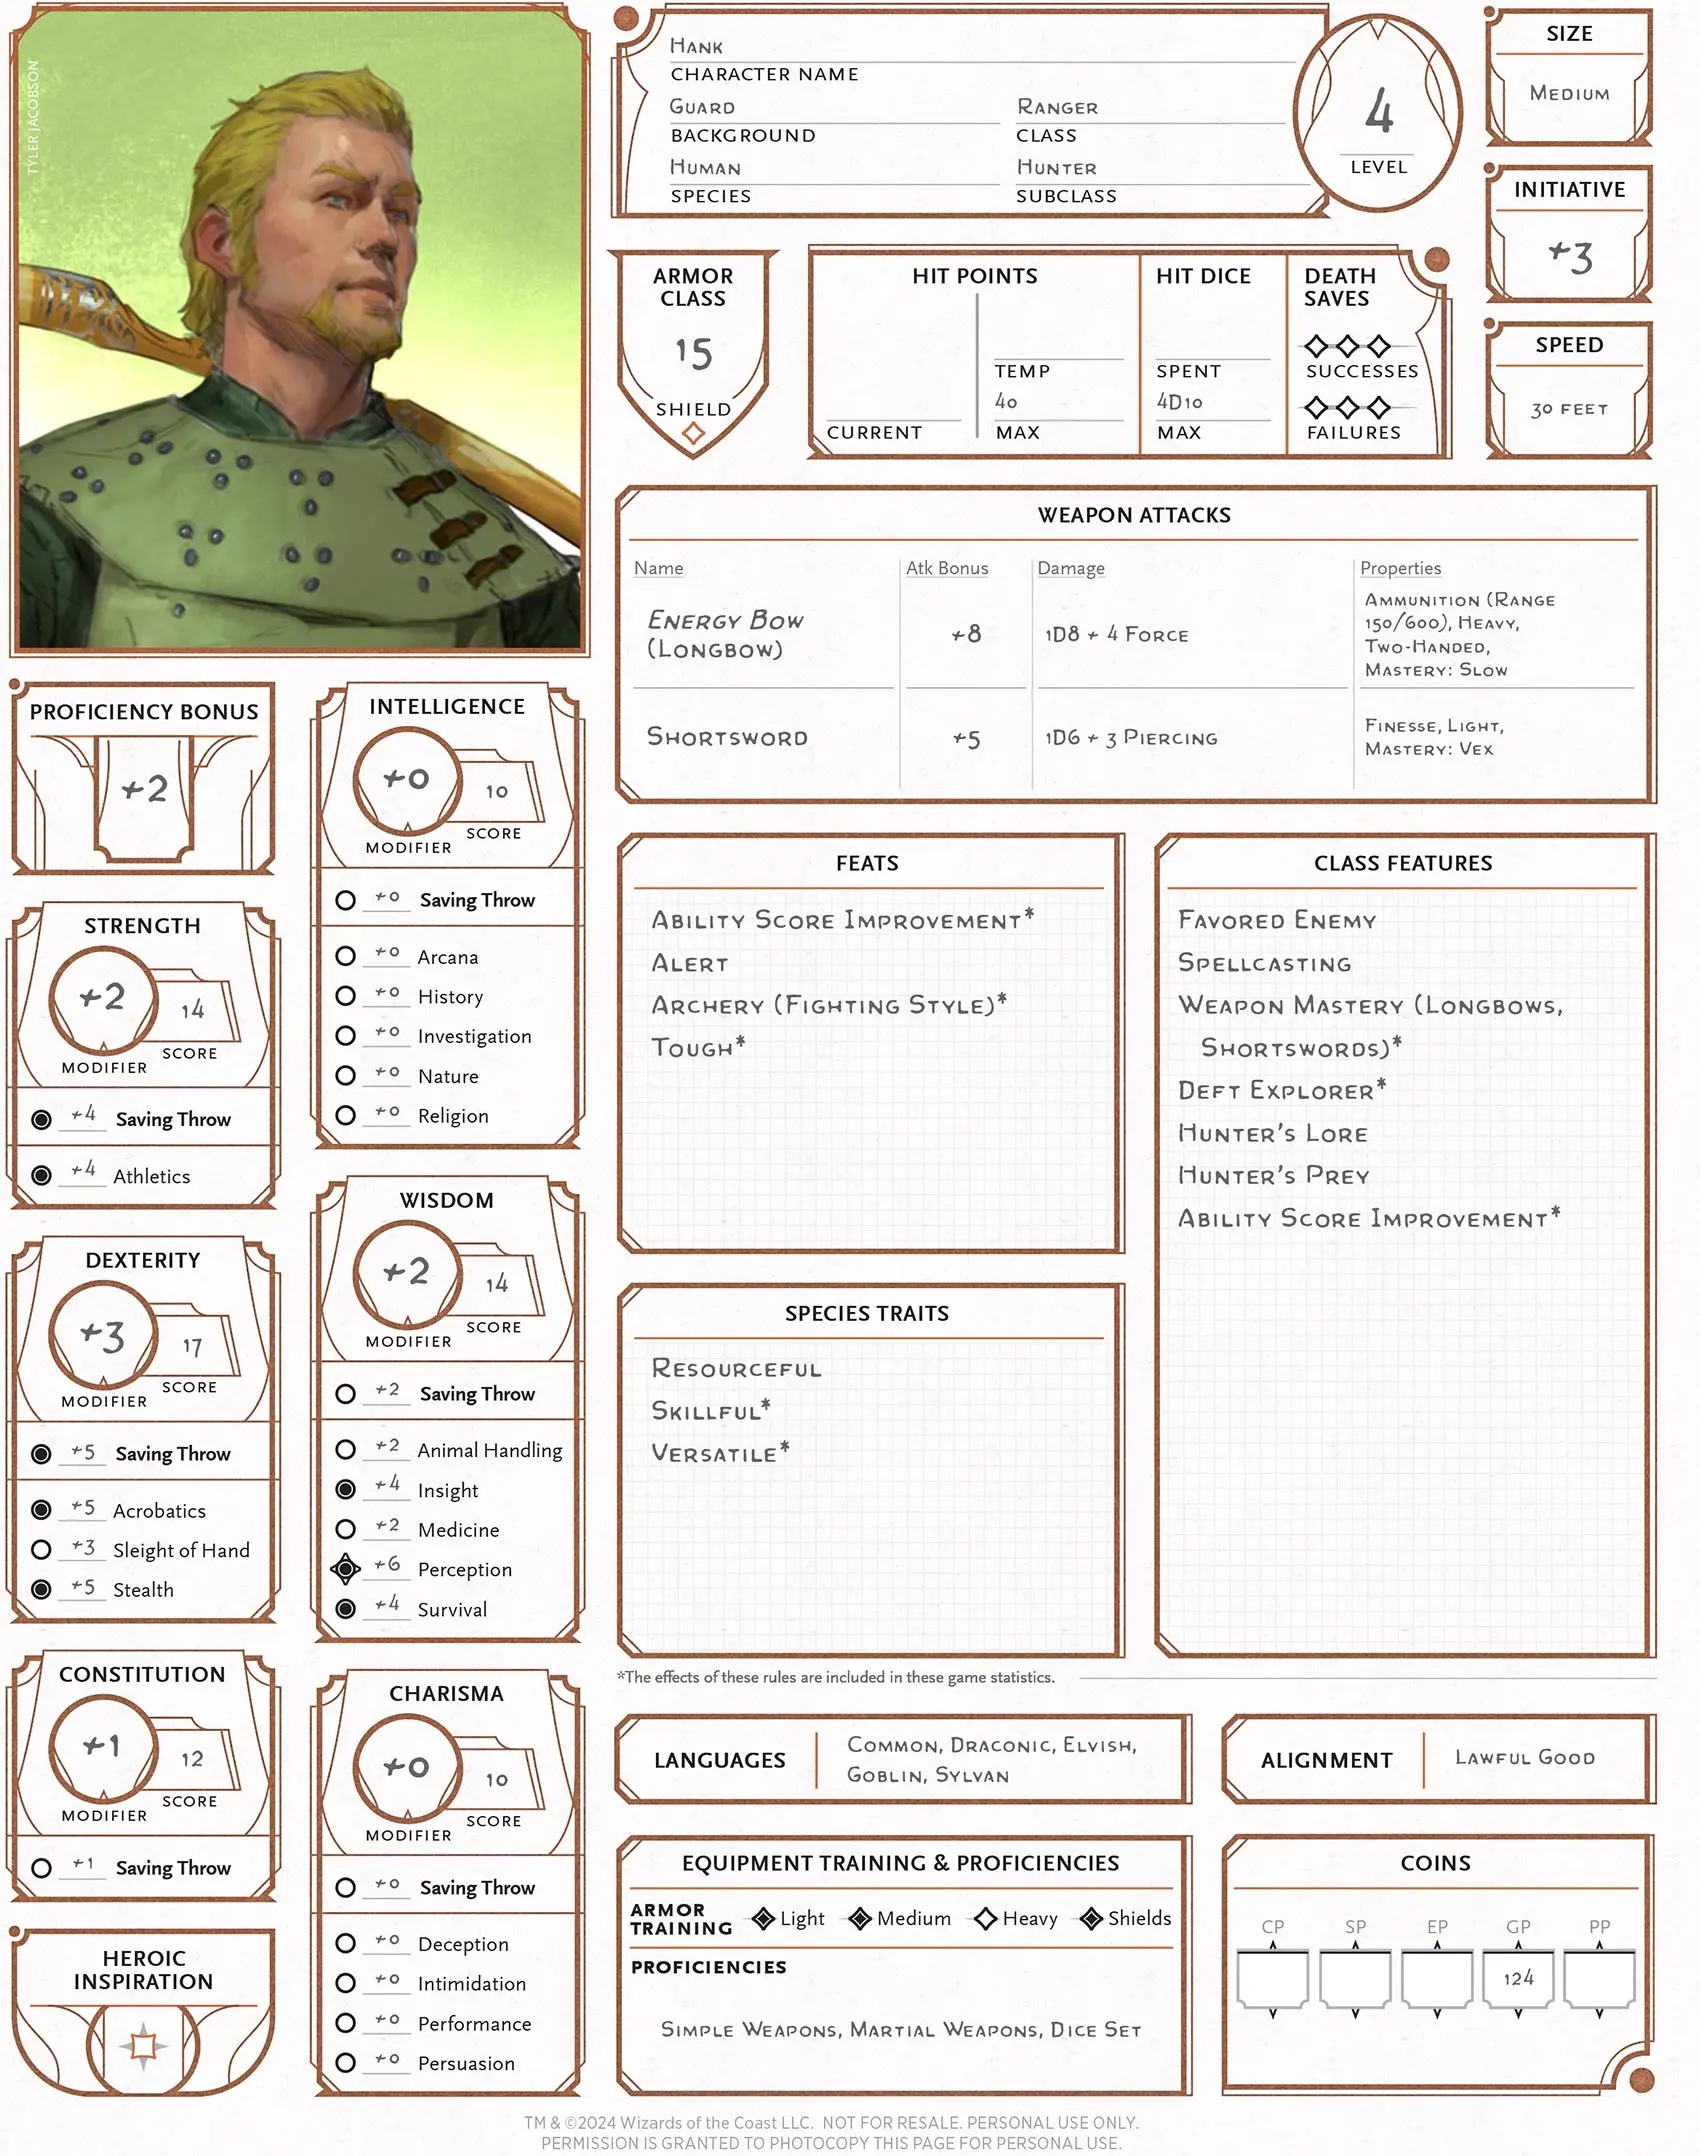 TYLER JACOBSON
HANK
CHARACTER NAME
GUARD
RANGER
BACKGROUND
CLASS
HUMAN
HUNTER
SPECIES
SUBCLASS
4
LEVEL
SIZE
MEDIUM
INITIATIVE
+3
SPEED
30 FEET
ARMOR
CLASS
15
SHIELD
HIT POINTS
CURRENT
TEMP
40
MAX
HIT DICE
SPENT
4D10
MAX
DEATH
SAVES
SUCCESSES
FAILURES
WEAPON ATTACKS
Name
Atk Bonus
Damage
Properties
ENERGY BOW
(LONGBOW)
+8
1D8 + 4 FORCE
AMMUNITION (RANGE
150/600), HEAVY,
TWO-HANDED,
MASTERY: SLOW
SHORTSWORD
+5
1D6 + 3 PIERCING
FINESSE, LIGHT,
MASTERY: VEX
PROFICIENCY BONUS
+2
STRENGTH
+2
14
SCORE
MODIFIER
+4 Saving Throw
+4 Athletics
DEXTERITY
+3
17
SCORE
MODIFIER
+5 Saving Throw
+5 Acrobatics
+3 Sleight of Hand
+5 Stealth
CONSTITUTION
+1
12
SCORE
MODIFIER
+1 Saving Throw
HEROIC
INSPIRATION
INTELLIGENCE
+0
10
SCORE
MODIFIER
+0 Saving Throw
+0 Arcana
+0 History
+0 Investigation
+0 Nature
+0 Religion
WISDOM
+2
14
SCORE
MODIFIER
+2 Saving Throw
+2 Animal Handling
+4 Insight
+2 Medicine
+6 Perception
+4 Survival
CHARISMA
+0
10
SCORE
MODIFIER
+0 Saving Throw
+0 Deception
+0 Intimidation
+0 Performance
+0 Persuasion
FEATS
ABILITY SCORE IMPROVEMENT*
ALERT
ARCHERY (FIGHTING STYLE)*
TOUGH*
SPECIES TRAITS
RESOURCEFUL
SKILLFUL*
VERSATILE*
CLASS FEATURES
FAVORED ENEMY
SPELLCASTING
WEAPON MASTERY (LONGBOWS,
SHORTSWORDS)*
DEFT EXPLORER*
HUNTER'S LORE
HUNTER'S PREY
ABILITY SCORE IMPROVEMENT*
*The effects of these rules are included in these game statistics.
LANGUAGES
COMMON, DRACONIC, ELVISH,
GOBLIN, SYLVAN
ALIGNMENT
LAWFUL GOOD
EQUIPMENT TRAINING & PROFICIENCIES
ARMOR
TRAINING
Light
Medium
Heavy
Shields
PROFICIENCIES
SIMPLE WEAPONS, MARTIAL WEAPONS, DICE SET
COINS
CP
SP
EP
GP
PP
124
TM & ©2024 Wizards of the Coast LLC. NOT FOR RESALE. PERSONAL USE ONLY.
PERMISSION IS GRANTED TO PHOTOCOPY THIS PAGE FOR PERSONAL USE.